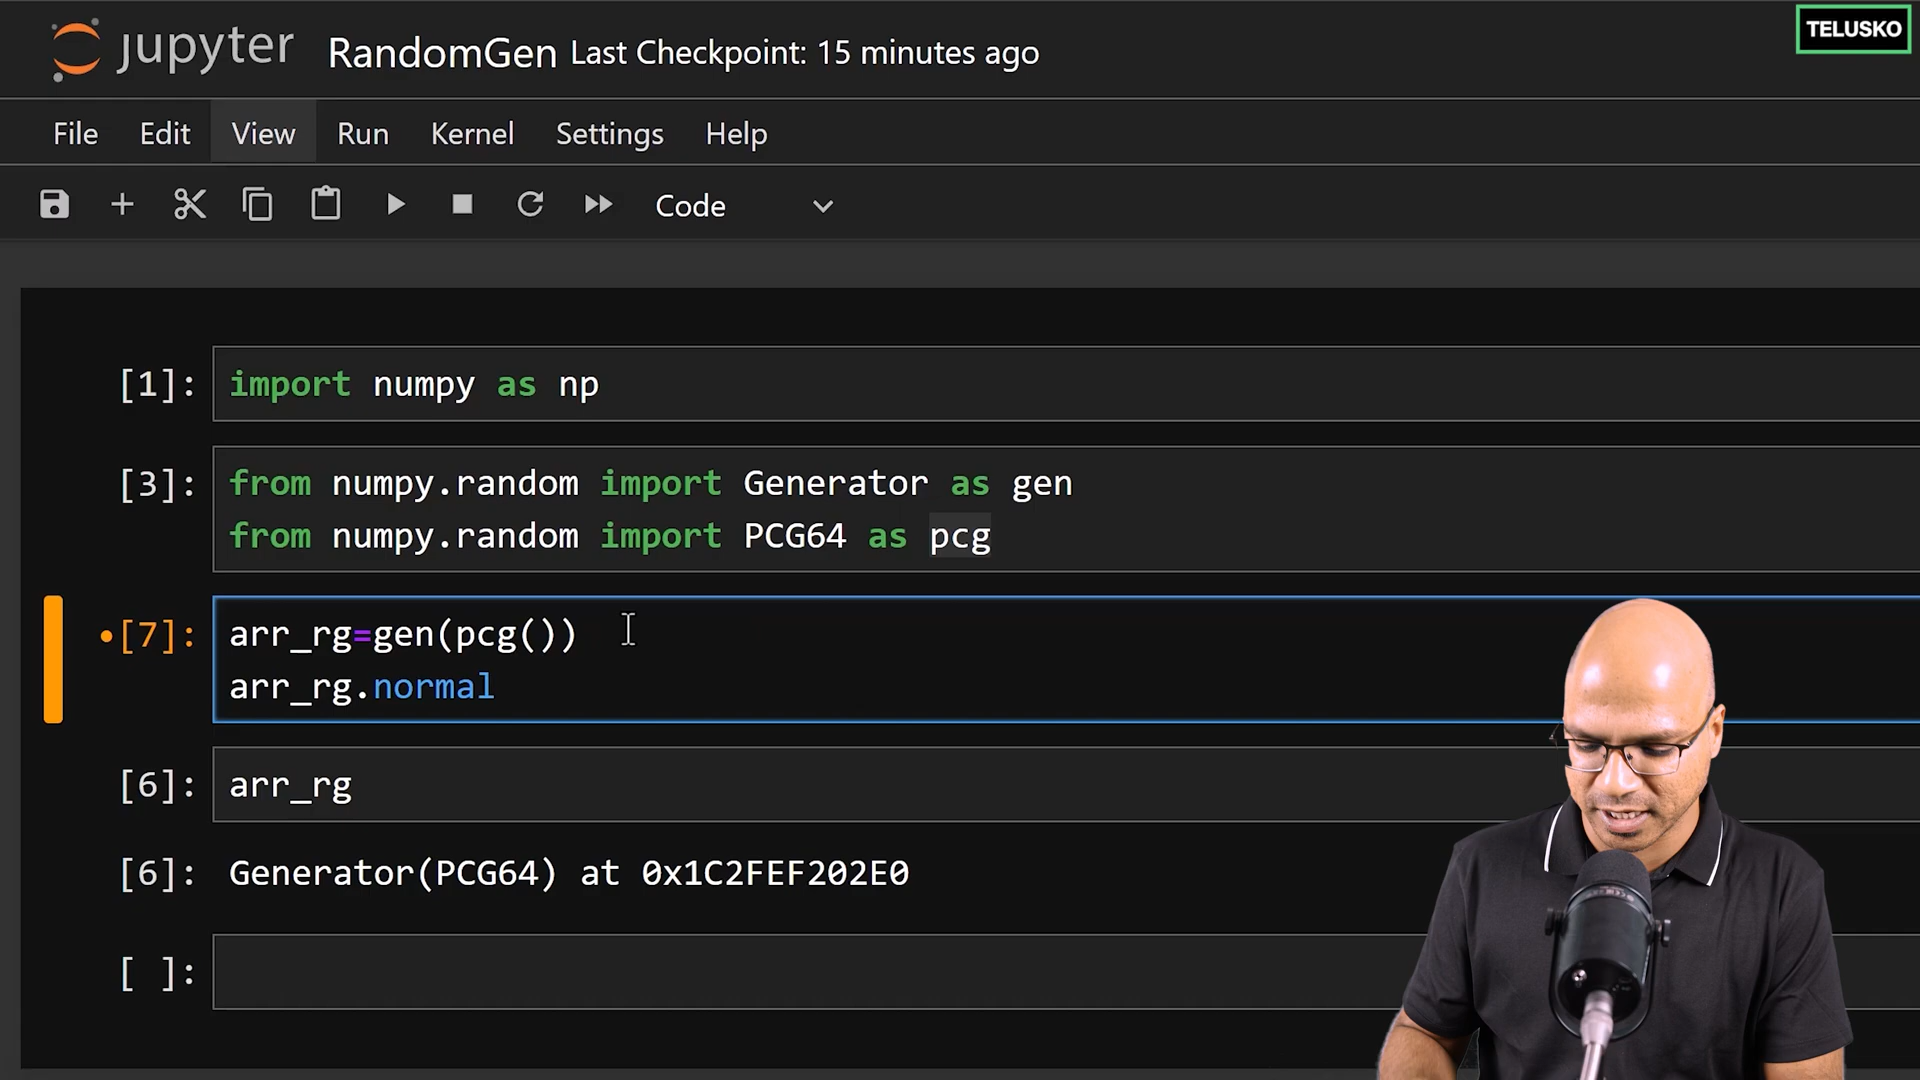 jupyter RandomGen Last Checkpoint: 15 minutes ago
TELUSKO
File Edit View Run Kernel Settings Help
Code
[1]: import numpy as np
[3]: from numpy.random import Generator as gen
from numpy.random import PCG64 as pcg
•[7]: arr_rg=gen(pcg())
arr_rg.normal
[6]: arr_rg
[6]: Generator(PCG64) at 0x1C2FEF202E0
[ ]: